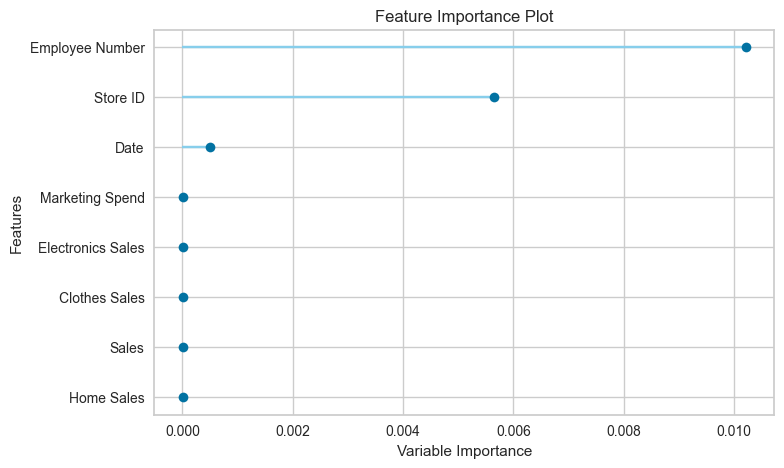 Feature Importance Plot
Employee Number
Store ID
Date
Marketing Spend
Electronics Sales
Clothes Sales
Sales
Home Sales
Features
0.000 0.002 0.004 0.006 0.008 0.010
Variable Importance